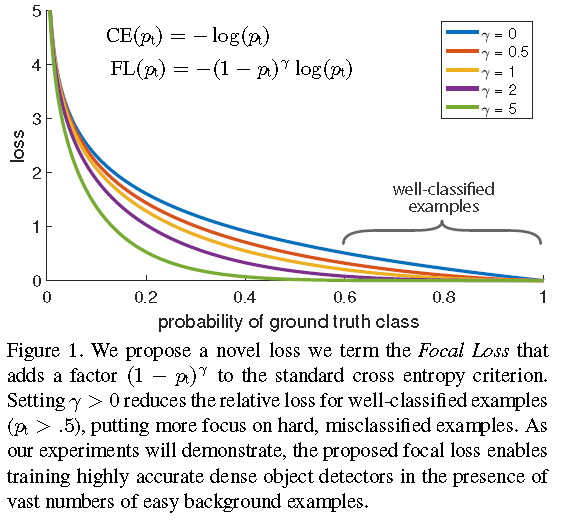 5
4
3
2
1
0
loss
CE(pt) = − log(pt)
FL(pt) = −(1 − pt)γ log(pt)
γ = 0
γ = 0.5
γ = 1
γ = 2
γ = 5
well-classified
examples
0 0.2 0.4 0.6 0.8 1
probability of ground truth class
Figure 1. We propose a novel loss we term the Focal Loss that
adds a factor (1 − pt)γ to the standard cross entropy criterion.
Setting γ > 0 reduces the relative loss for well-classified examples
(pt > .5), putting more focus on hard, misclassified examples. As
our experiments will demonstrate, the proposed focal loss enables
training highly accurate dense object detectors in the presence of
vast numbers of easy background examples.